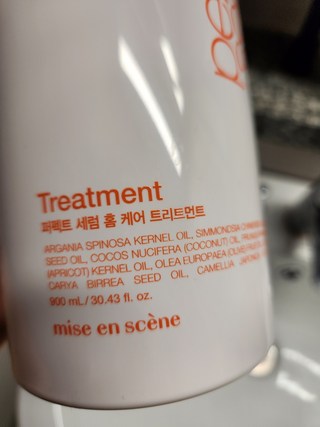 pe
Treatment
퍼펙트 세럼 홈 케어 트리트먼트
ARGANIA SPINOSA KERNEL OIL, SIMMONDSIA
SEED OIL, COCOS NUCIFERA (COCONUT) OIL,
(APRICOT) KERNEL OIL, OLEA EUROPAEA (OLIVE)
CARYA BIRREA SEED OIL, CAMELLIA
900 mL / 30.43 fl. oz.
mise en scène